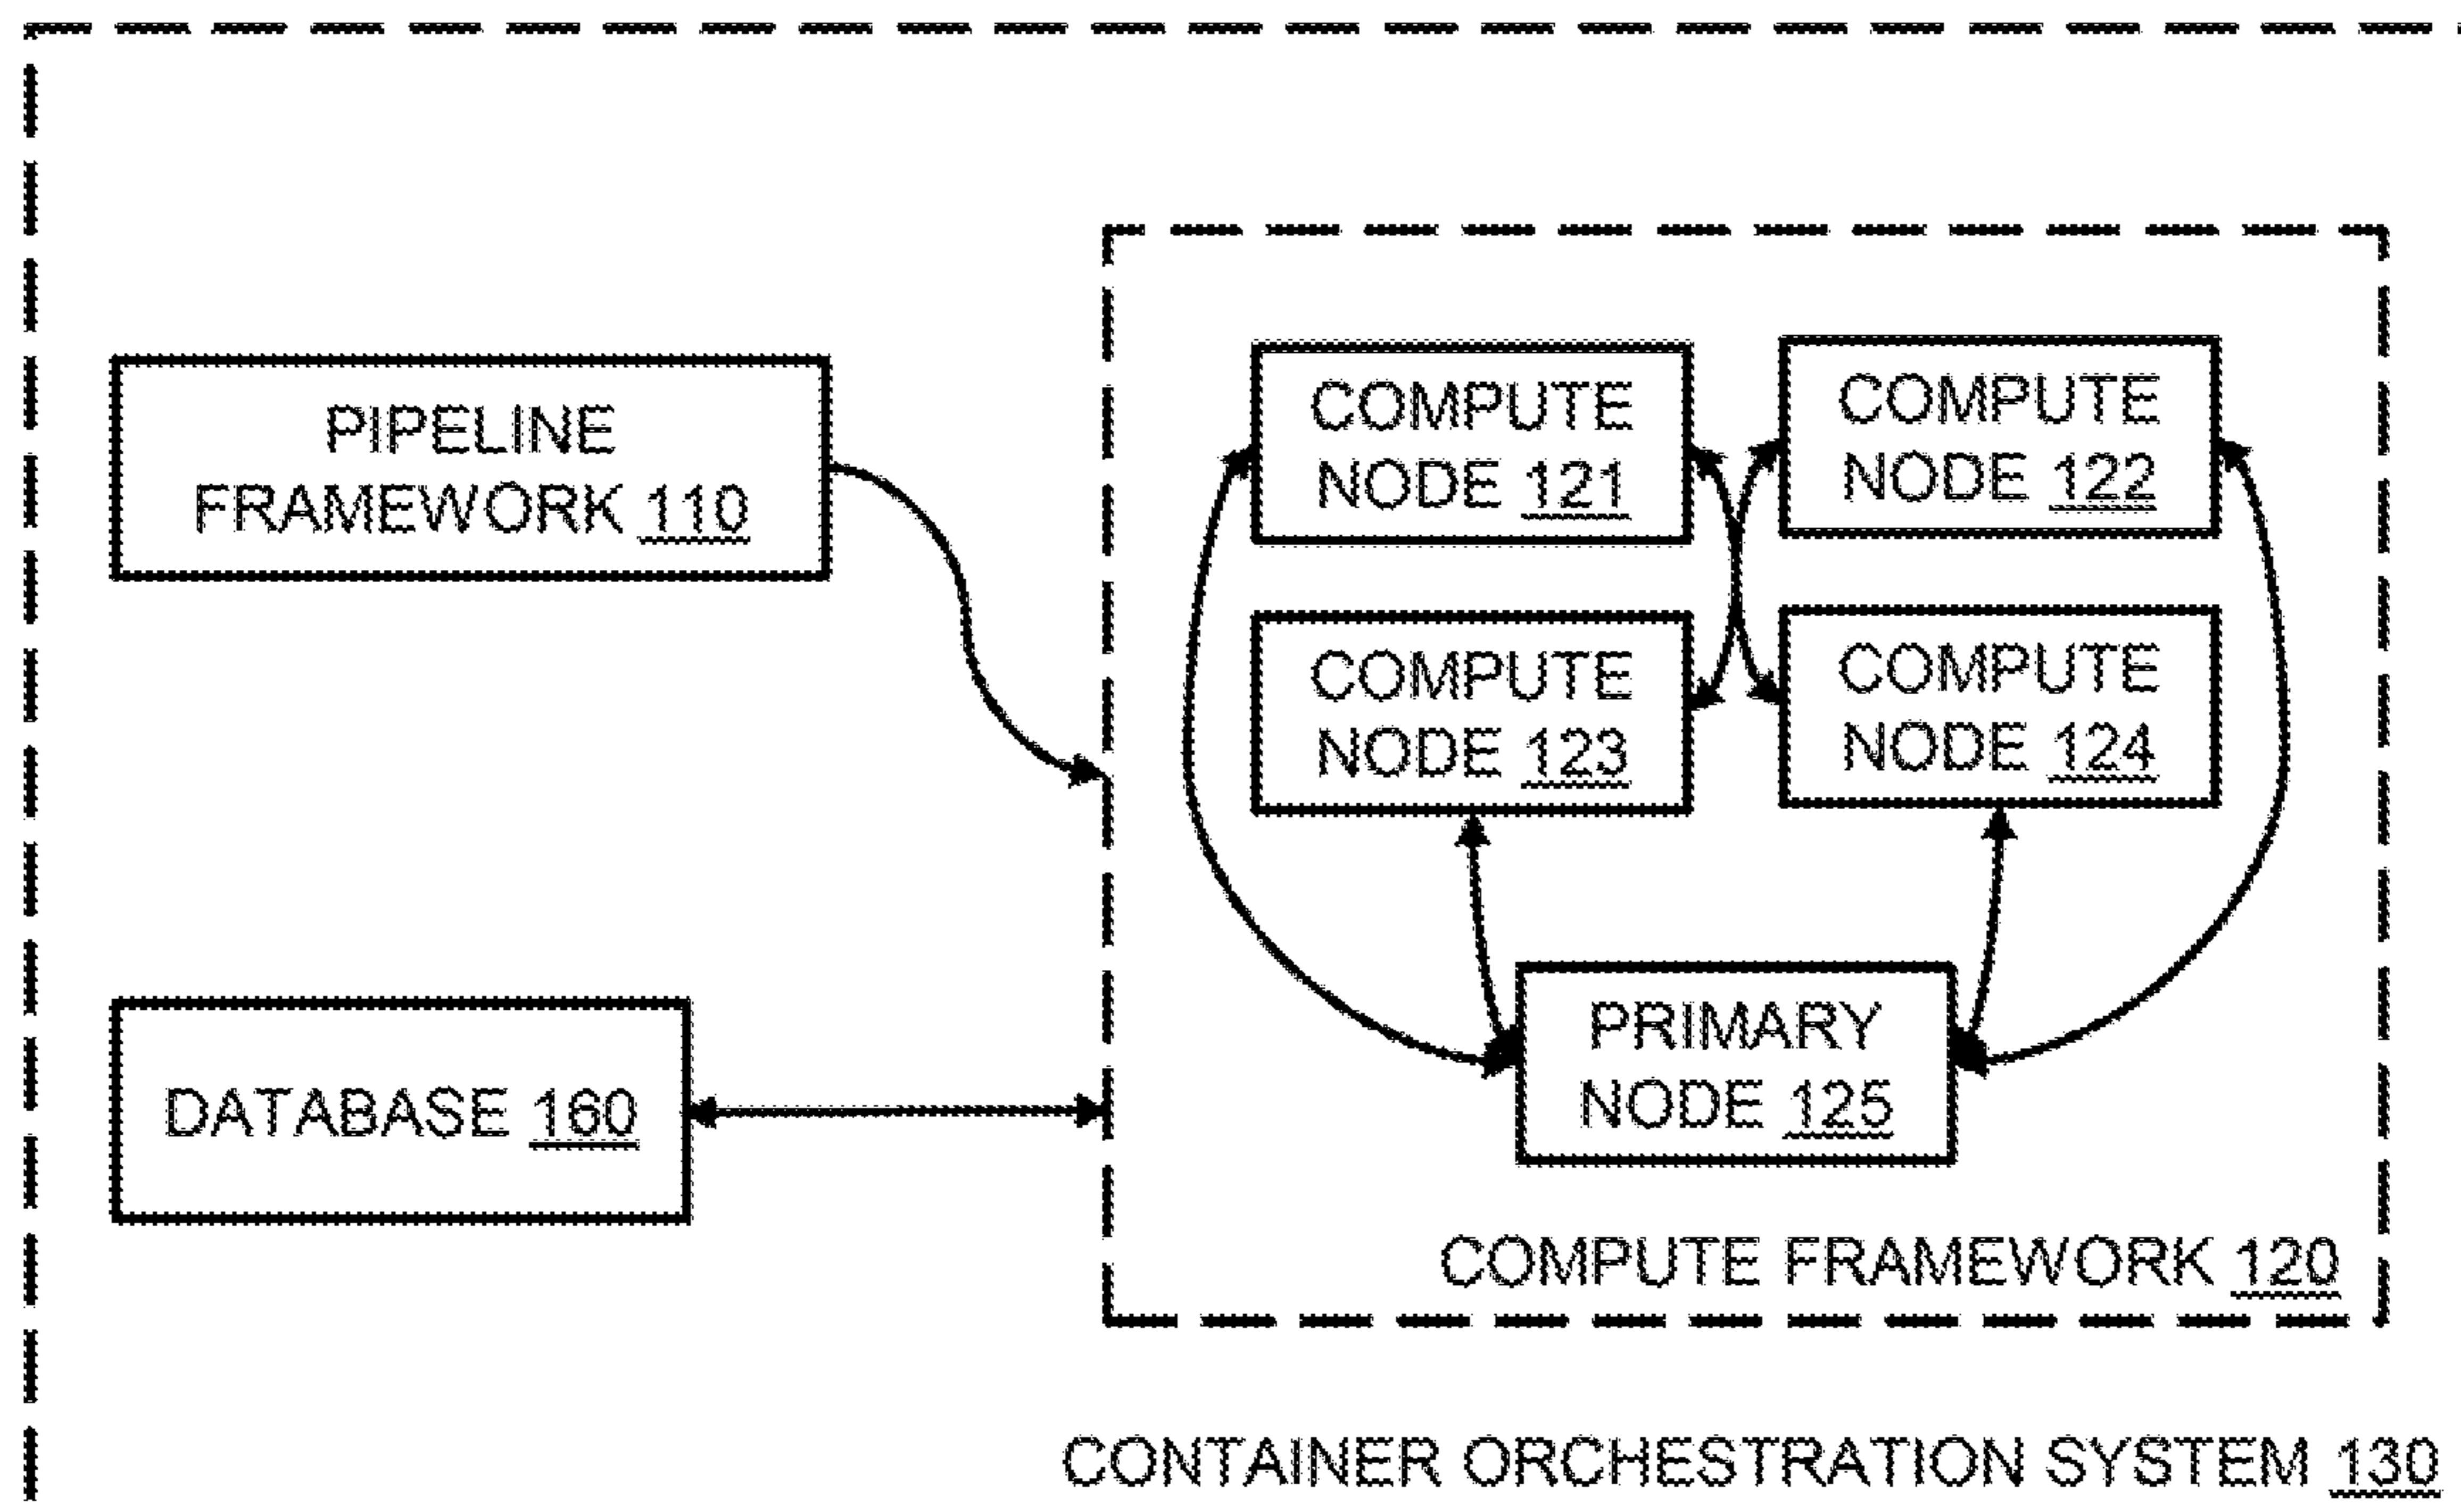 PIPELINE
FRAMEWORK 110
COMPUTE
NODE 121
COMPUTE
NODE 122
COMPUTE
NODE 123
COMPUTE
NODE 124
PRIMARY
NODE 125
DATABASE 160
COMPUTE FRAMEWORK 120
CONTAINER ORCHESTRATION SYSTEM 130